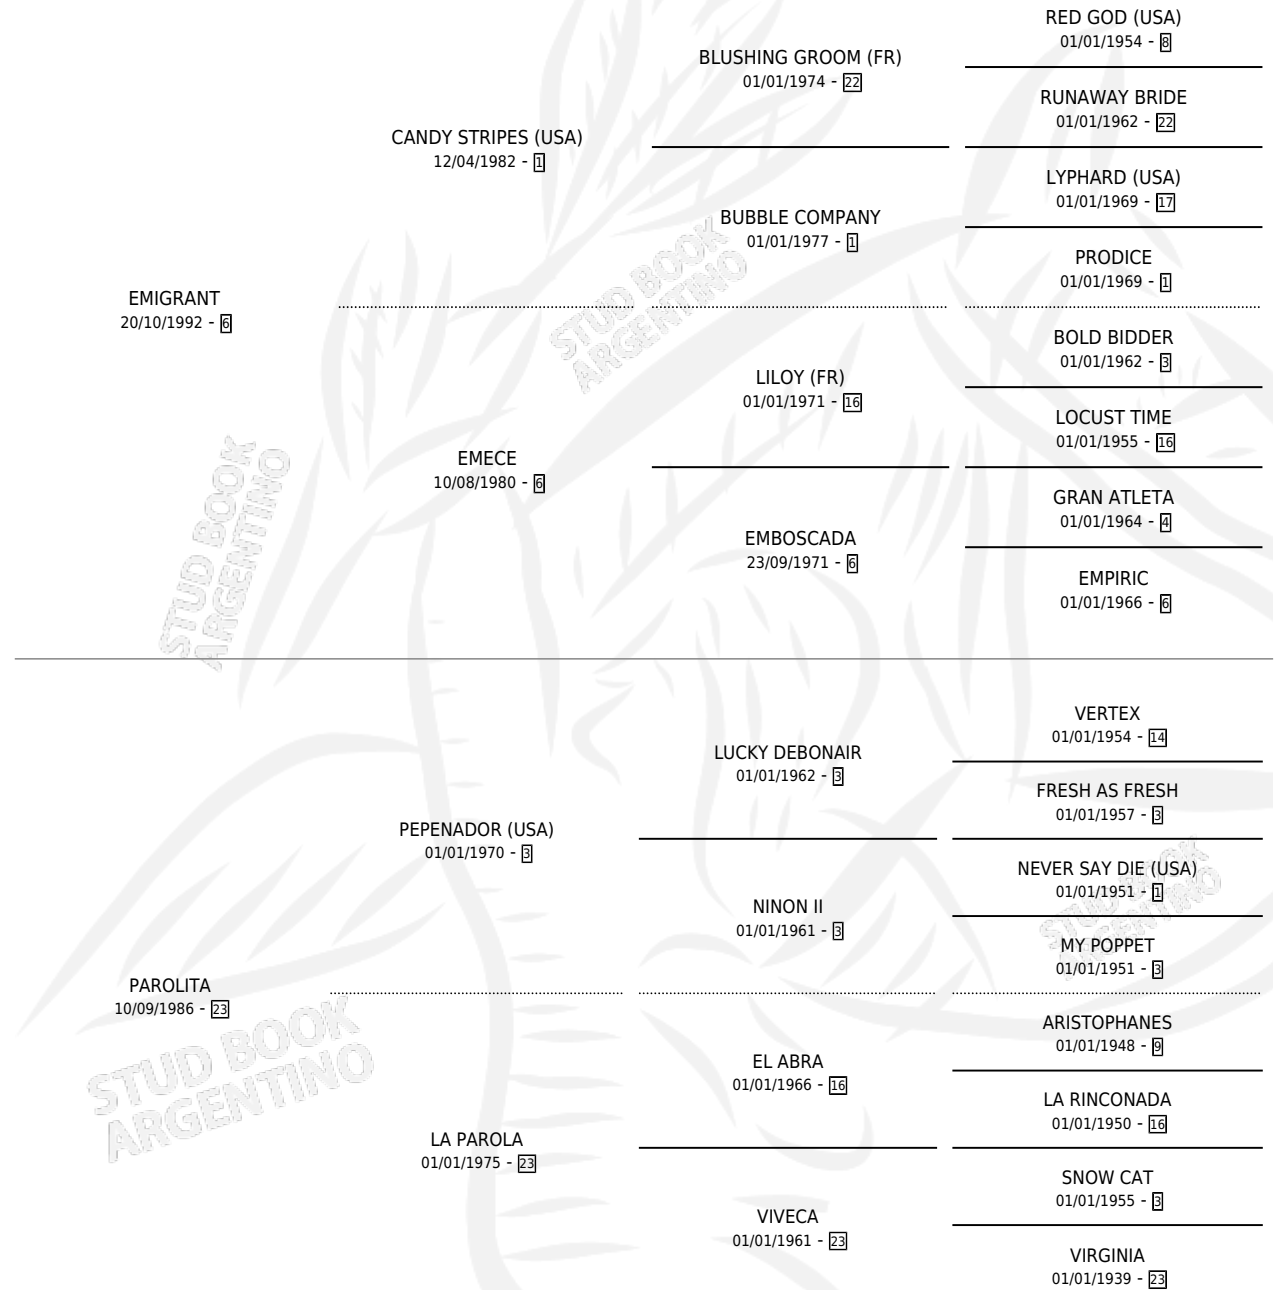 RED GOD (USA)
01/01/1954 - 8
BLUSHING GROOM (FR)
01/01/1974 - 22
RUNAWAY BRIDE
01/01/1962 - 22
CANDY STRIPES (USA)
12/04/1982 - 1
LYPHARD (USA)
01/01/1969 - 17
BUBBLE COMPANY
01/01/1977 - 1
PRODICE
01/01/1969 - 1
STUD BOOK
ARGENTINO
EMIGRANT
20/10/1992 - 6
BOLD BIDDER
01/01/1962 - 3
LILOY (FR)
01/01/1971 - 16
LOCUST TIME
01/01/1955 - 16
EMECE
10/08/1980 - 6
GRAN ATLETA
01/01/1964 - 4
EMBOSCADA
23/09/1971 - 6
EMPIRIC
01/01/1966 - 6
STUD BOOK
ARGENTINO
VERTEX
01/01/1954 - 14
LUCKY DEBONAIR
01/01/1962 - 3
FRESH AS FRESH
01/01/1957 - 3
PEPENADOR (USA)
01/01/1970 - 3
NEVER SAY DIE (USA)
01/01/1951 - 1
NINON II
01/01/1961 - 3
STUD BOOK
ARGENTINO
MY POPPET
01/01/1951 - 3
PAROLITA
10/09/1986 - 23
STUD BOOK
ARGENTINO
ARISTOPHANES
01/01/1948 - 9
EL ABRA
01/01/1966 - 16
LA RINCONADA
01/01/1950 - 16
LA PAROLA
01/01/1975 - 23
SNOW CAT
01/01/1955 - 3
VIVECA
01/01/1961 - 23
VIRGINIA
01/01/1939 - 23